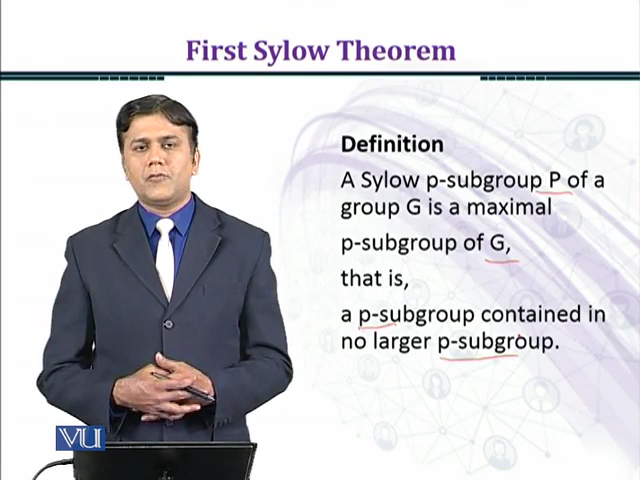 First Sylow Theorem
Definition
A Sylow p-subgroup P of a
group G is a maximal
p-subgroup of G,
that is,
a p-subgroup contained in
no larger p-subgroup.
VU